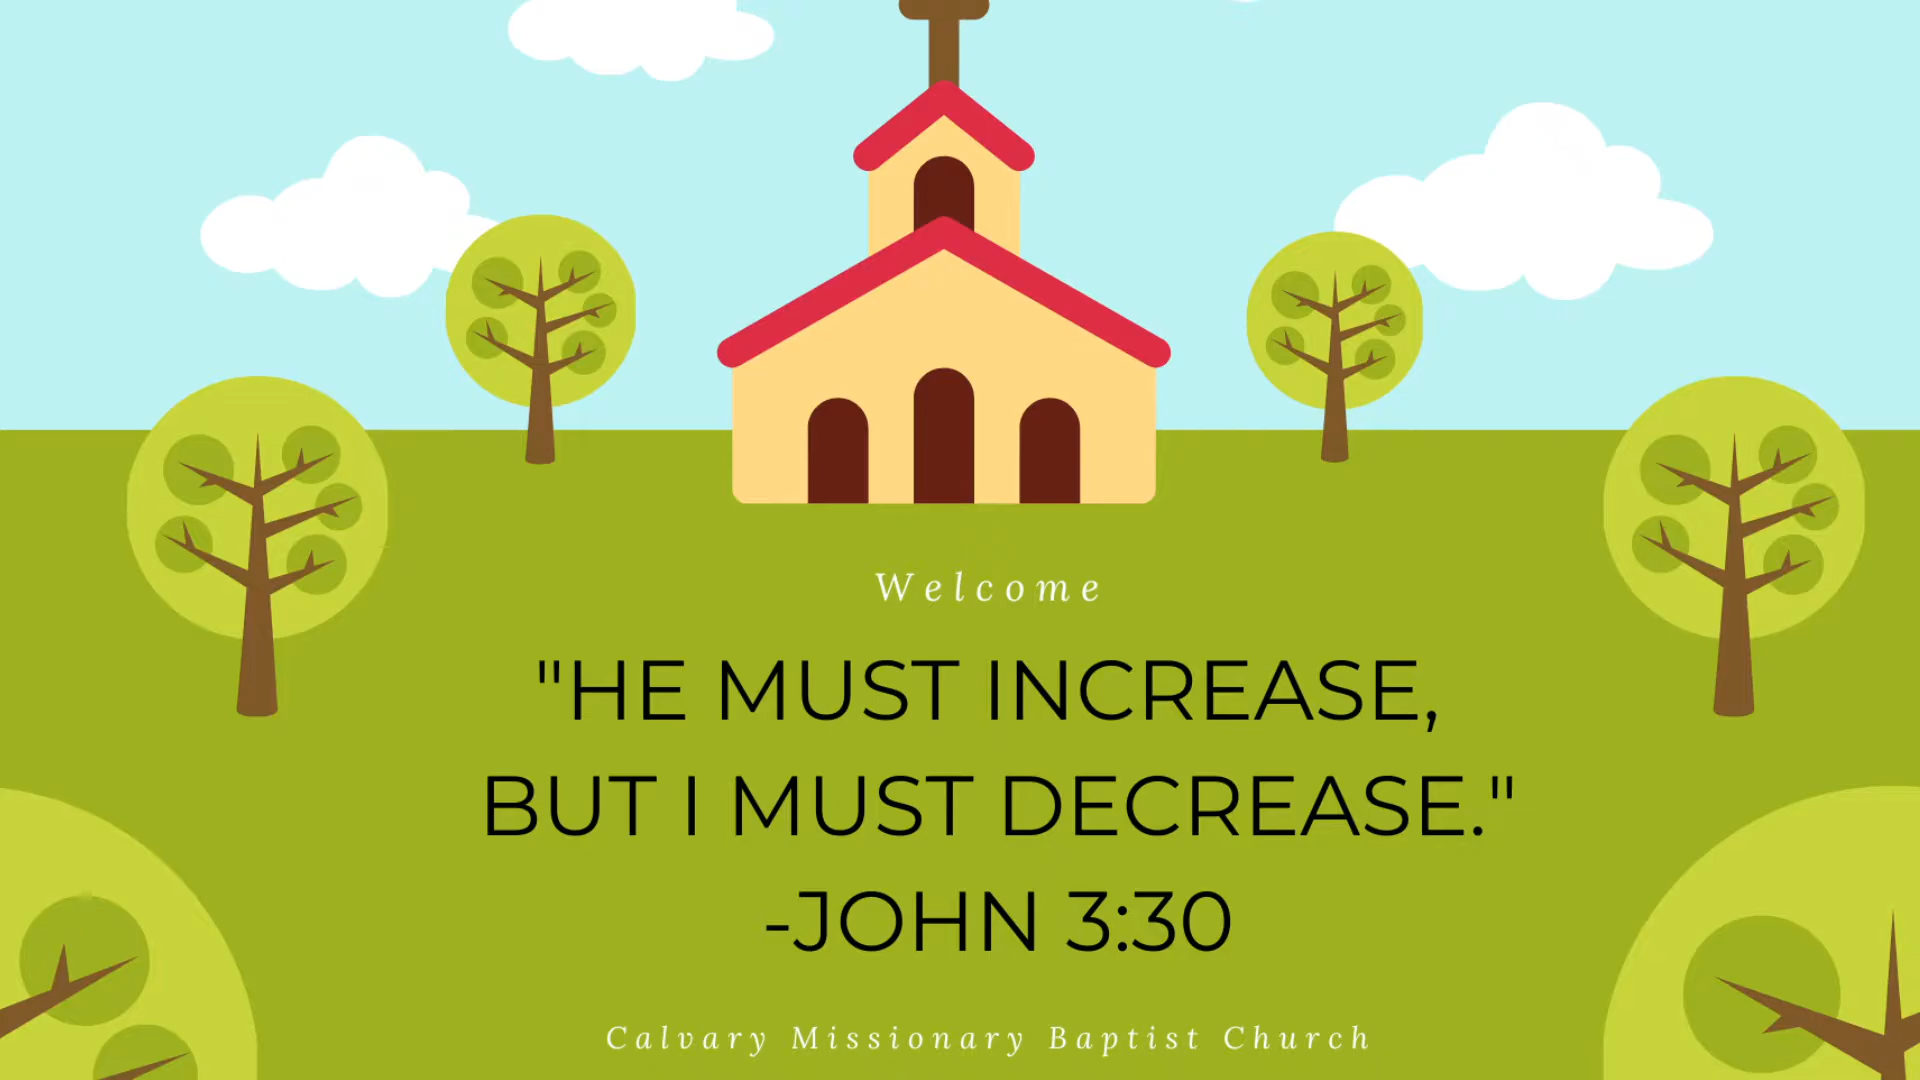 Welcome
"HE MUST INCREASE,
BUT I MUST DECREASE."
-JOHN 3:30
Calvary Missionary Baptist Church